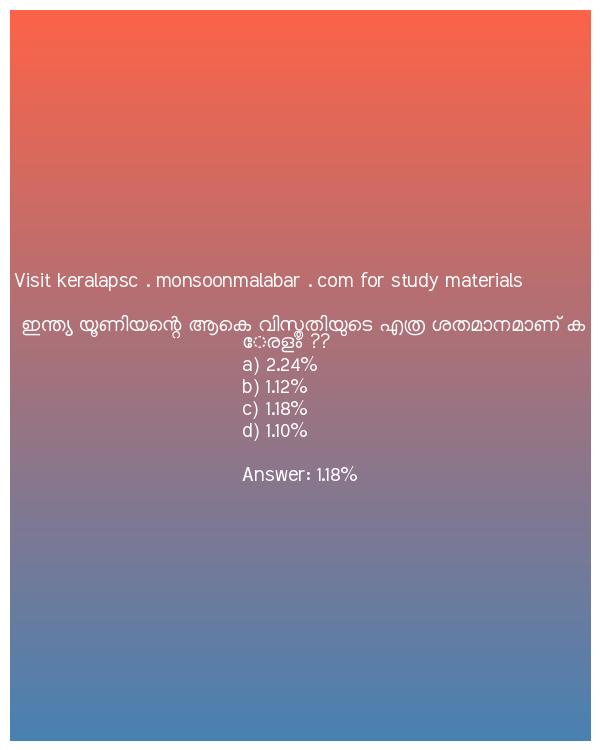 Visit keralapsc . monsoonmalabar . com for study materials
ഇന്ത്യ യൂണിയന്റെ ആകെ വിസ്തൃതിയുടെ എത്ര ശതമാനമാണ് ക
േരളം ??
a) 2.24%
b) 1.12%
c) 1.18%
d) 1.10%
Answer: 1.18%